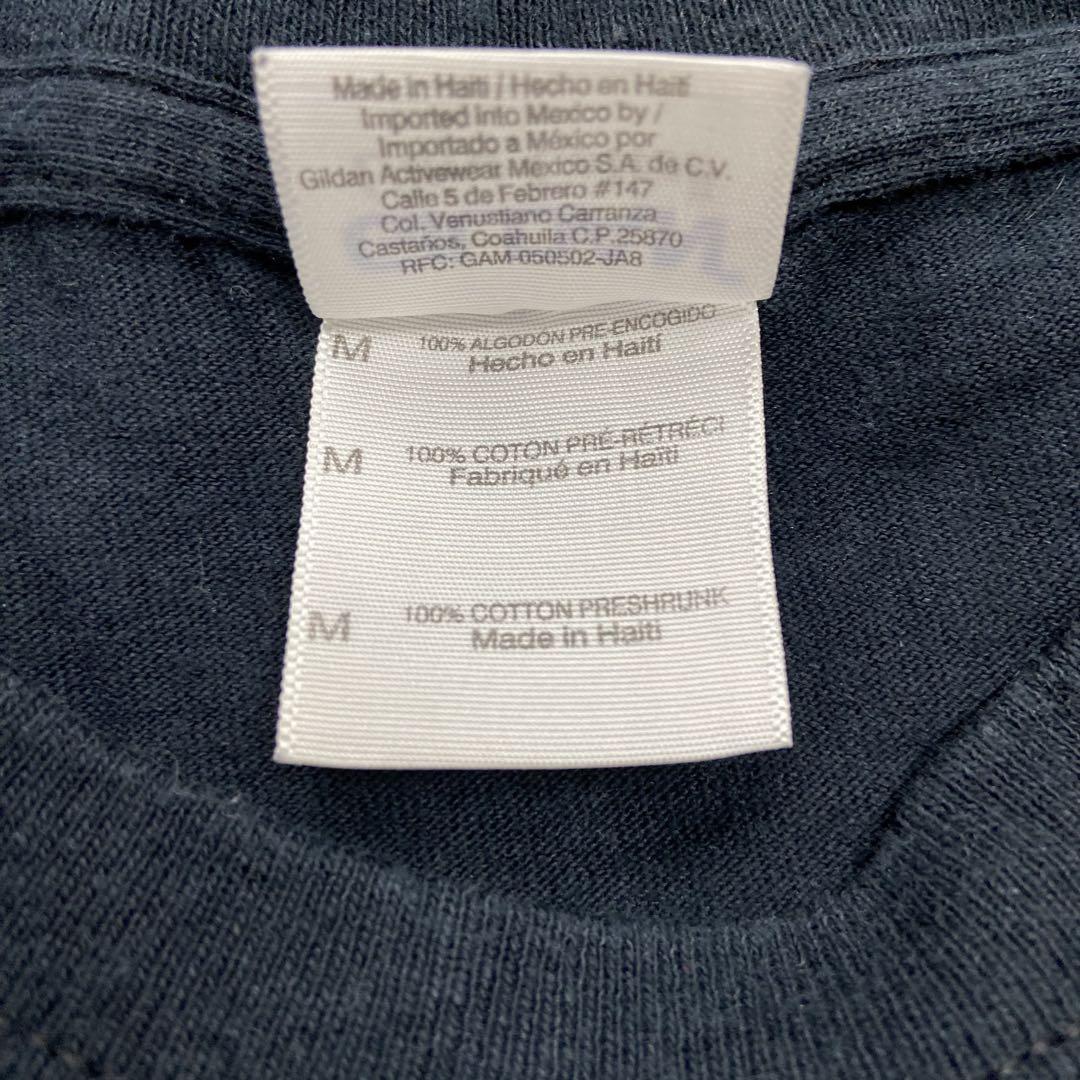 Made in Haiti / Hecho en Haití
Imported into Mexico by /
Importado a México por
Gildan Activewear Mexico S.A. de C.V.
Calle 5 de Febrero #147
Col. Venustiano Carranza
Castaños, Coahuila C.P. 25870
RFC: GAM-050502-JA8
M 100% ALGODÓN PRE-ENCOGIDO
Hecho en Haití
M 100% COTON PRÉ-RÉTRÉCI
Fabriqué en Haïti
M 100% COTTON PRESHRUNK
Made in Haiti